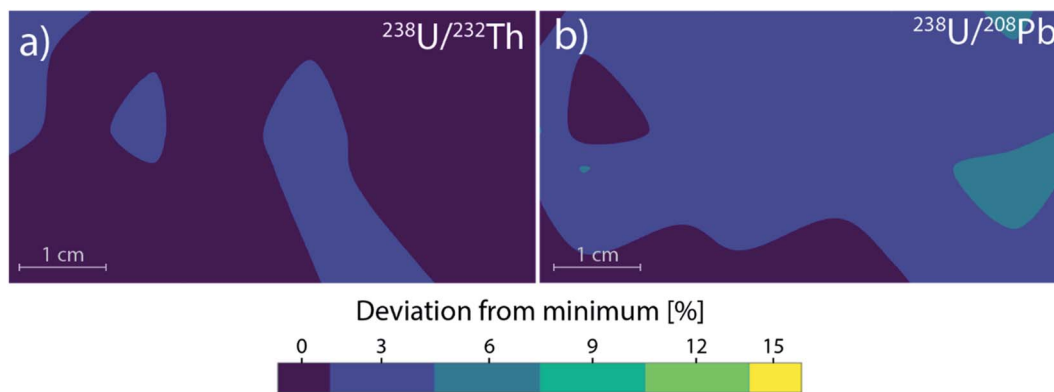 a) ²³⁸U/²³²Th
b) ²³⁸U/²⁰⁸Pb
1 cm
1 cm
Deviation from minimum [%]
0 3 6 9 12 15